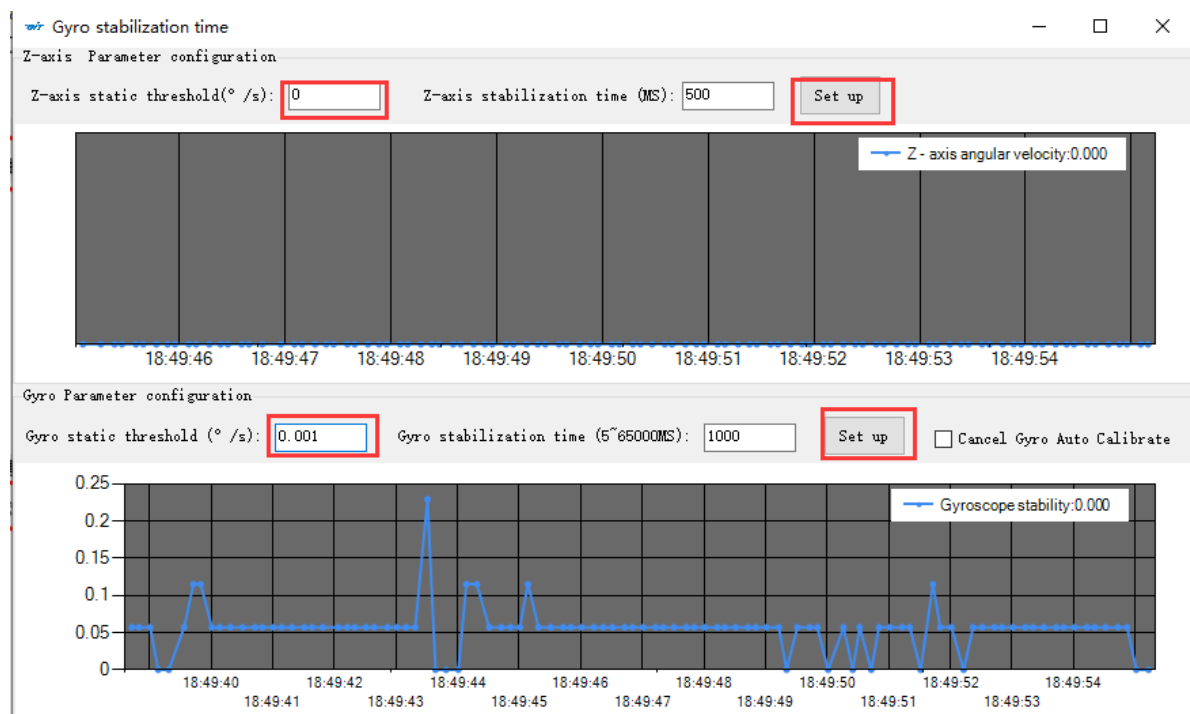 Gyro stabilization time
Z-axis Parameter configuration
Z-axis static threshold(° /s): 0 Z-axis stabilization time (MS): 500 Set up
Z - axis angular velocity:0.000
18:49:46 18:49:47 18:49:48 18:49:49 18:49:50 18:49:51 18:49:52 18:49:53 18:49:54
Gyro Parameter configuration
Gyro static threshold (° /s): 0.001 Gyro stabilization time (5~65000MS): 1000 Set up Cancel Gyro Auto Calibrate
0.25
Gyroscope stability:0.000
0.2
0.15
0.1
0.05
0
18:49:40 18:49:42 18:49:44 18:49:46 18:49:48 18:49:50 18:49:52 18:49:54
18:49:41 18:49:43 18:49:45 18:49:47 18:49:49 18:49:51 18:49:53